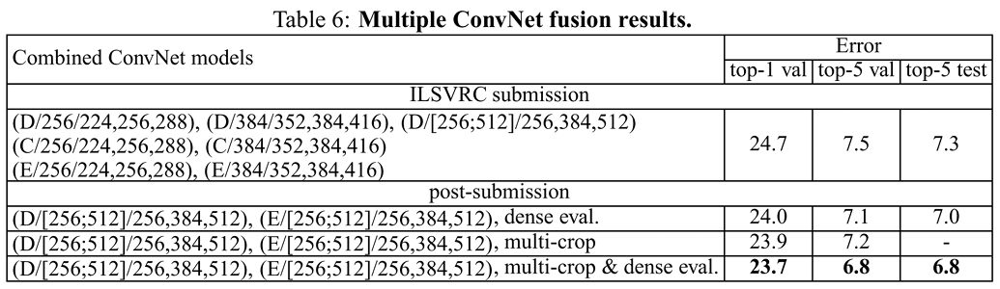 Table 6: Multiple ConvNet fusion results.
Combined ConvNet models Error
top-1 val top-5 val top-5 test
ILSVRC submission
(D/256/224,256,288), (D/384/352,384,416), (D/[256;512]/256,384,512)
(C/256/224,256,288), (C/384/352,384,416) 24.7 7.5 7.3
(E/256/224,256,288), (E/384/352,384,416)
post-submission
(D/[256;512]/256,384,512), (E/[256;512]/256,384,512), dense eval. 24.0 7.1 7.0
(D/[256;512]/256,384,512), (E/[256;512]/256,384,512), multi-crop 23.9 7.2 -
(D/[256;512]/256,384,512), (E/[256;512]/256,384,512), multi-crop & dense eval. 23.7 6.8 6.8